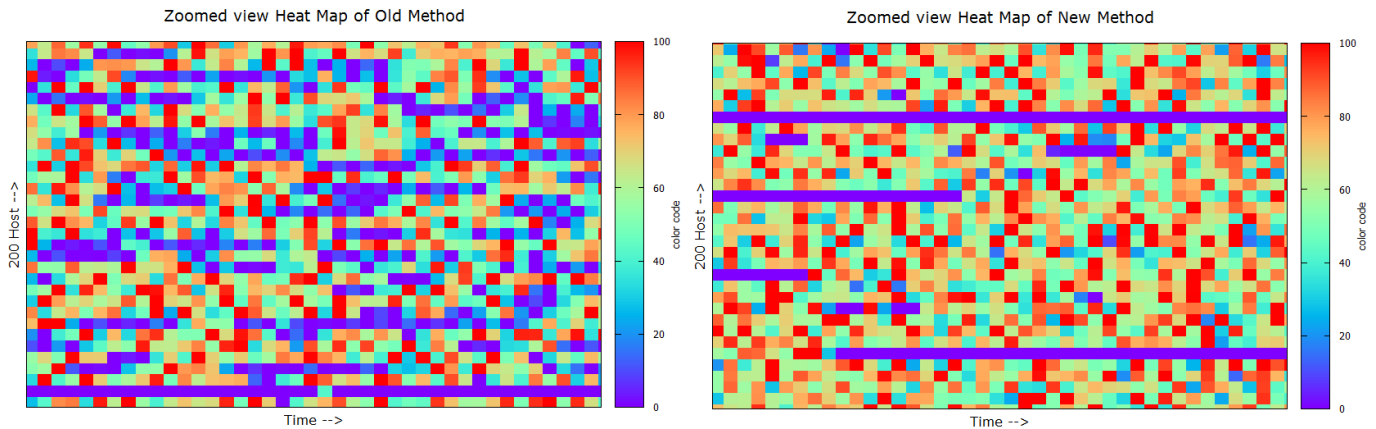 Zoomed view Heat Map of Old Method
200 Host -->
Time -->
100
80
60
40
20
0
color code
Zoomed view Heat Map of New Method
200 Host -->
Time -->
100
80
60
40
20
0
color code